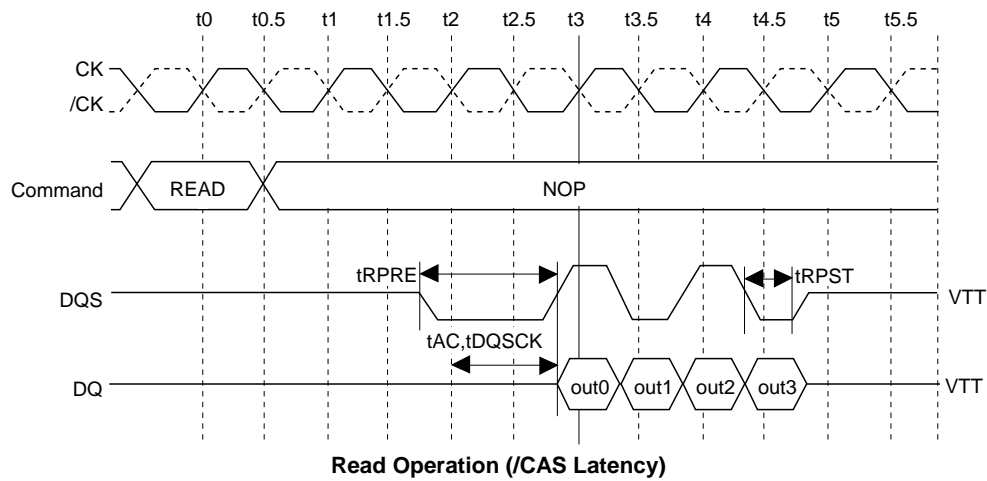 t0 t0.5 t1 t1.5 t2 t2.5 t3 t3.5 t4 t4.5 t5 t5.5
CK
/CK
Command READ NOP
tRPRE tRPST
DQS VTT
tAC,tDQSCK
DQ out0 out1 out2 out3 VTT
Read Operation (/CAS Latency)